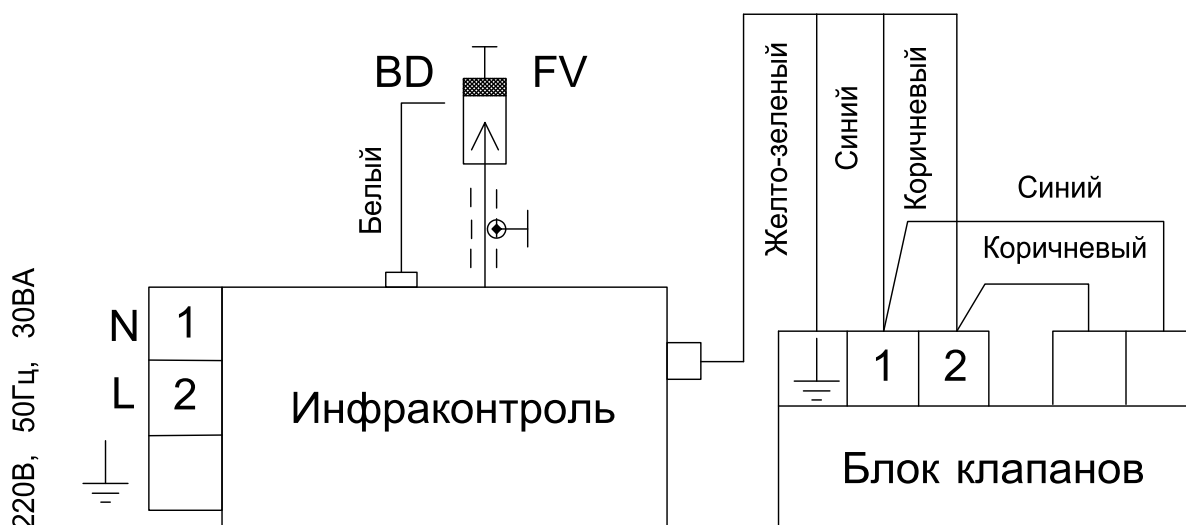 BD
FV
Белый
Желто-зеленый
Синий
Коричневый
Синий
Коричневый
220В, 50Гц, 30ВА
N
1
L
2
Инфраконтроль
1
2
Блок клапанов